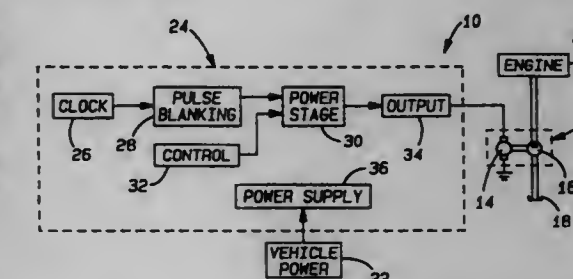 24
10
ENGINE
CLOCK
PULSE
BLANKING
POWER
STAGE
OUTPUT
26
28
30
34
CONTROL
32
36
14
16
18
POWER SUPPLY
VEHICLE
POWER
22